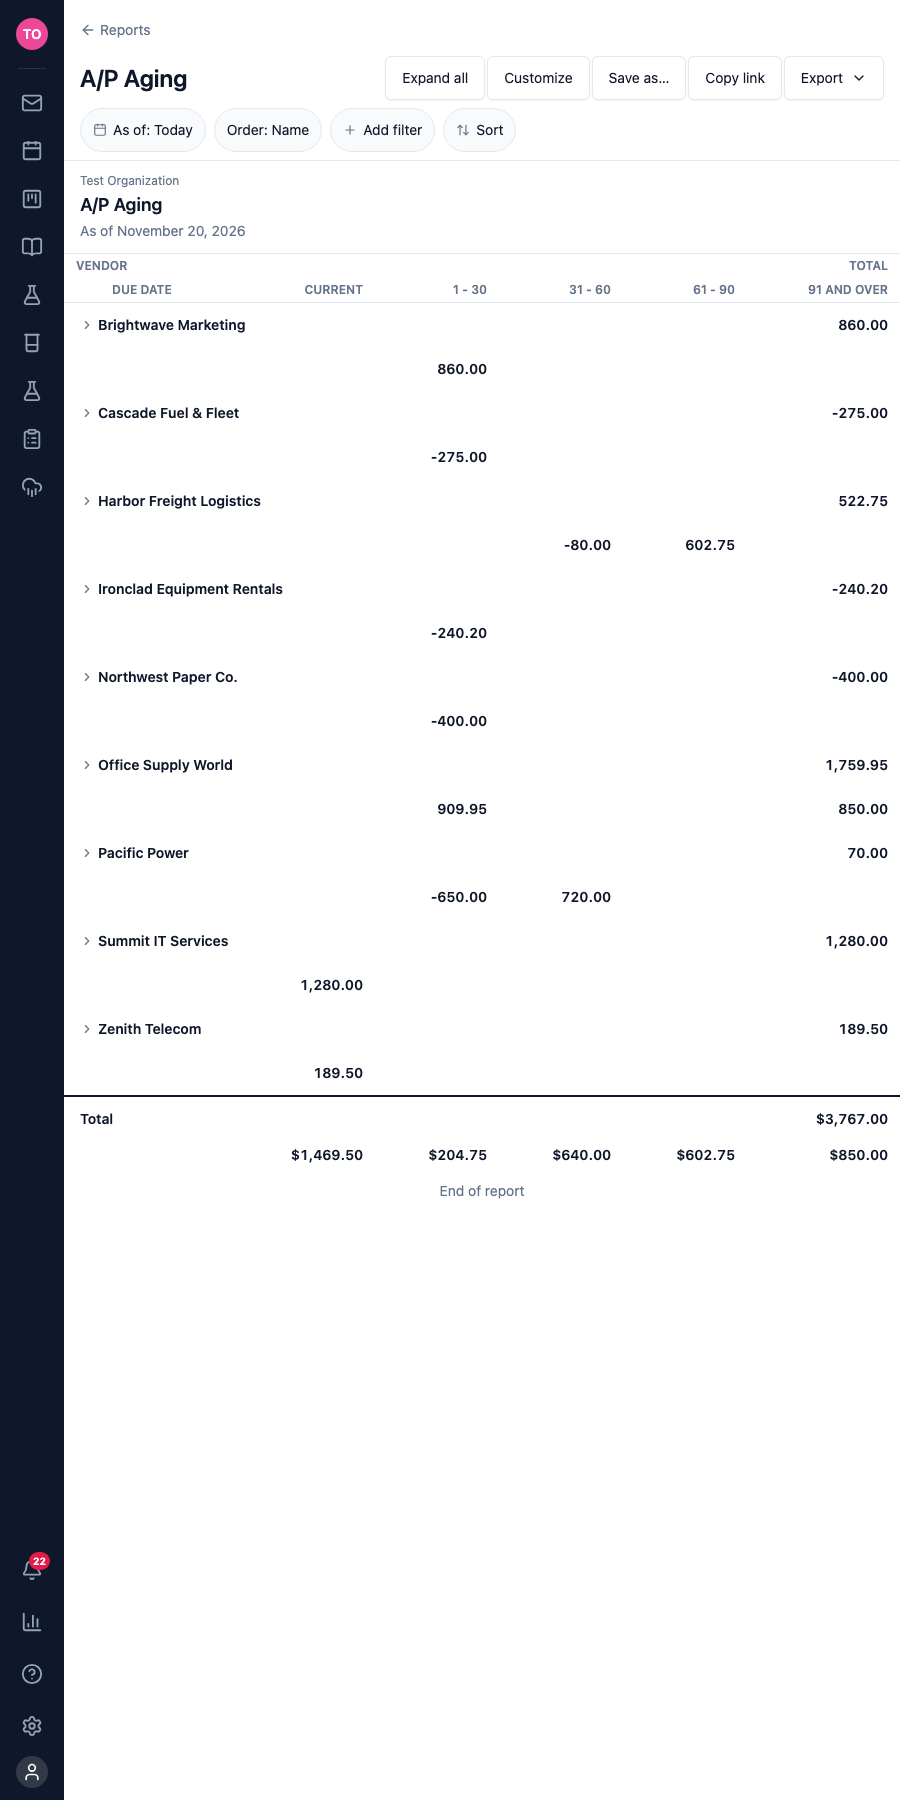 TO
Reports
A/P Aging
Expand all
Customize
Save as...
Copy link
Export
As of: Today
Order: Name
Add filter
Sort
Test Organization
A/P Aging
As of November 20, 2026
VENDOR TOTAL
DUE DATE CURRENT 1 - 30 31 - 60 61 - 90 91 AND OVER
Brightwave Marketing 860.00
860.00
Cascade Fuel & Fleet -275.00
-275.00
Harbor Freight Logistics 522.75
-80.00 602.75
Ironclad Equipment Rentals -240.20
-240.20
Northwest Paper Co. -400.00
-400.00
Office Supply World 1,759.95
909.95 850.00
Pacific Power 70.00
-650.00 720.00
Summit IT Services 1,280.00
1,280.00
Zenith Telecom 189.50
189.50
Total $3,767.00
$1,469.50 $204.75 $640.00 $602.75 $850.00
End of report
22